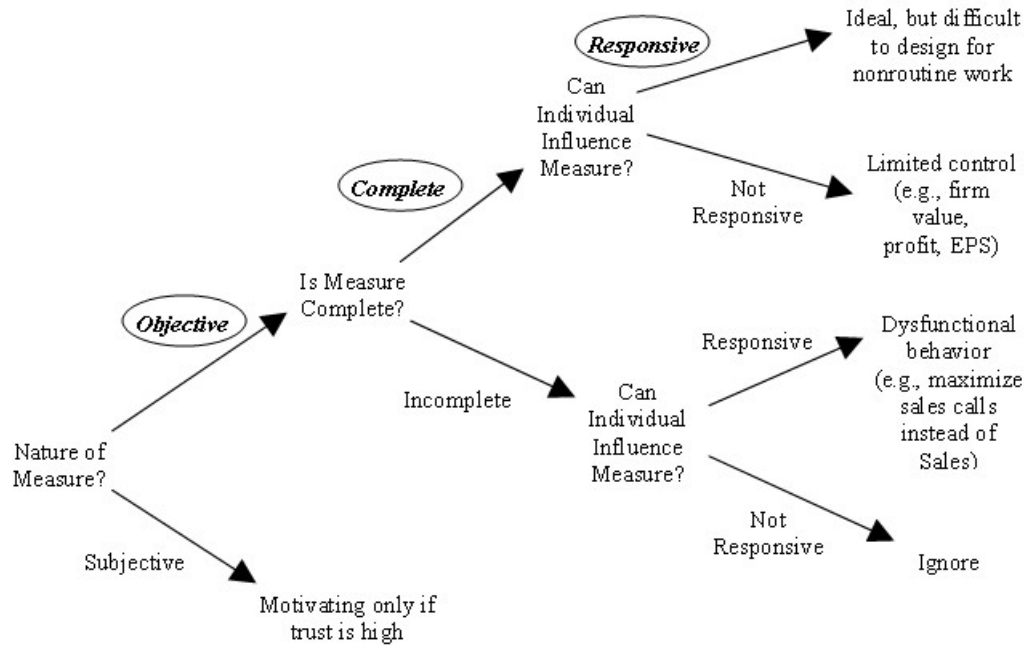 Responsive
Ideal, but difficult
to design for
nonroutine work
Can
Individual
Influence
Measure?
Not
Responsive
Limited control
(e.g., firm
value,
profit, EPS)
Complete
Is Measure
Complete?
Objective
Incomplete
Nature of
Measure?
Subjective
Motivating only if
trust is high
Can
Individual
Influence
Measure?
Responsive
Dysfunctional
behavior
(e.g., maximize
sales calls
instead of
Sales)
Not
Responsive
Ignore